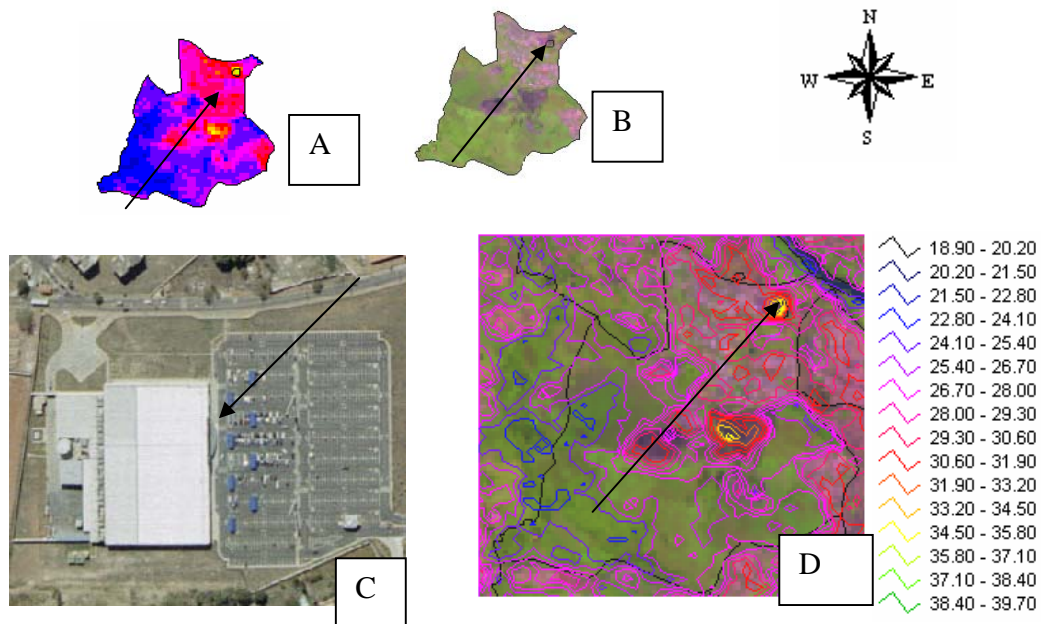 N
W E
S
A
B
C
D
18.90 - 20.20
20.20 - 21.50
21.50 - 22.80
22.80 - 24.10
24.10 - 25.40
25.40 - 26.70
26.70 - 28.00
28.00 - 29.30
29.30 - 30.60
30.60 - 31.90
31.90 - 33.20
33.20 - 34.50
34.50 - 35.80
35.80 - 37.10
37.10 - 38.40
38.40 - 39.70